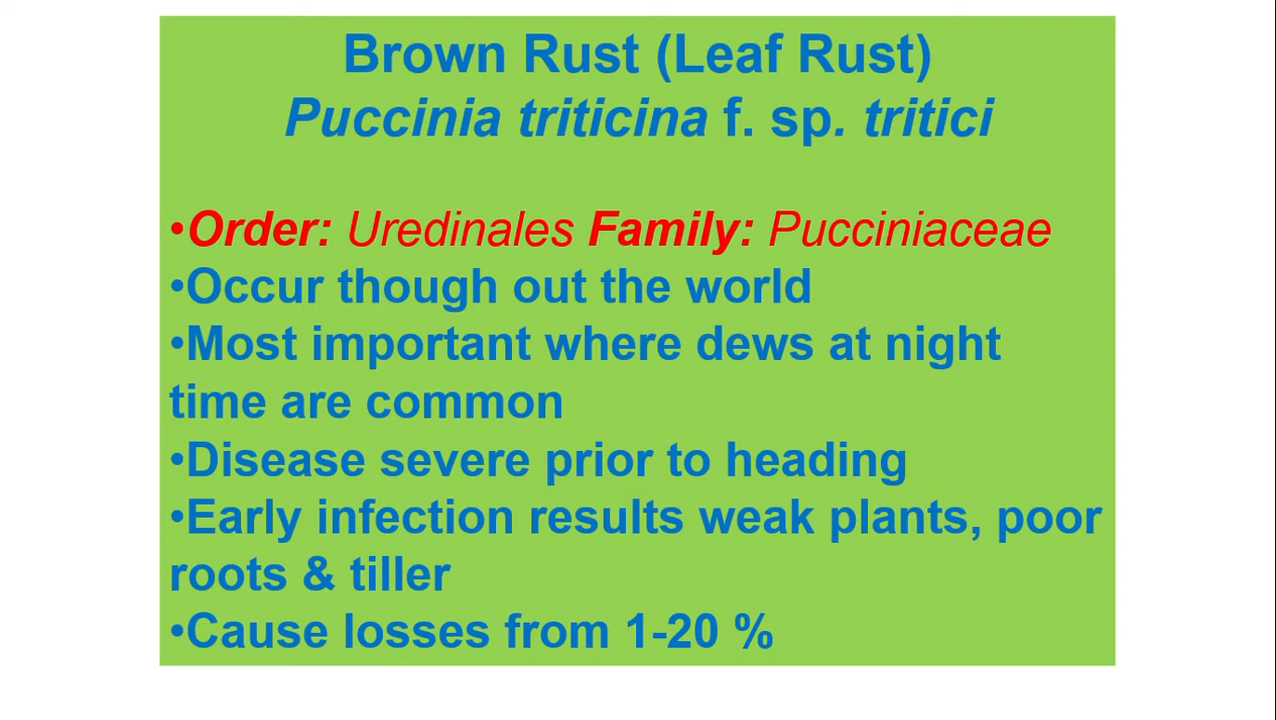 Brown Rust (Leaf Rust)
Puccinia triticina f. sp. tritici
•Order: Uredinales Family: Pucciniaceae
•Occur though out the world
•Most important where dews at night
time are common
•Disease severe prior to heading
•Early infection results weak plants, poor
roots & tiller
•Cause losses from 1-20 %